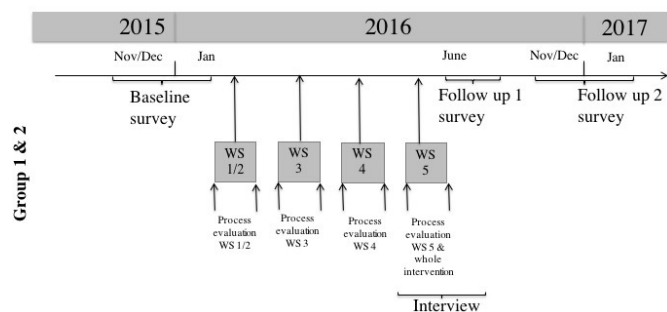 2015 2016 2017
Nov/Dec Jan June Nov/Dec Jan
Baseline
survey
Follow up 1
survey
Follow up 2
survey
Group 1 & 2
WS
1/2
WS
3
WS
4
WS
5
Process
evaluation
WS 1/2
Process
evaluation
WS 3
Process
evaluation
WS 4
Process
evaluation
WS 5 &
whole
intervention
Interview